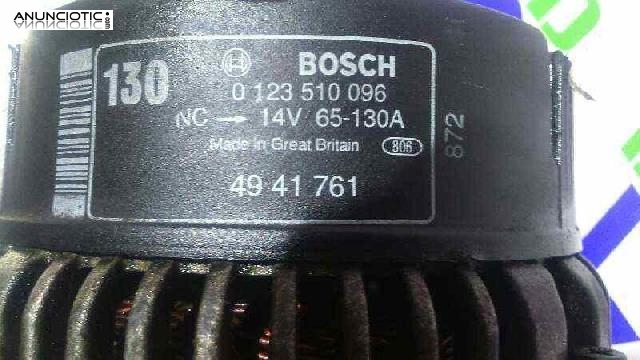 ANUNCIOTIC.COM
130
BOSCH
0 123 510 096
NC → 14V 65-130A
Made in Great Britain 806
49 41 761
872